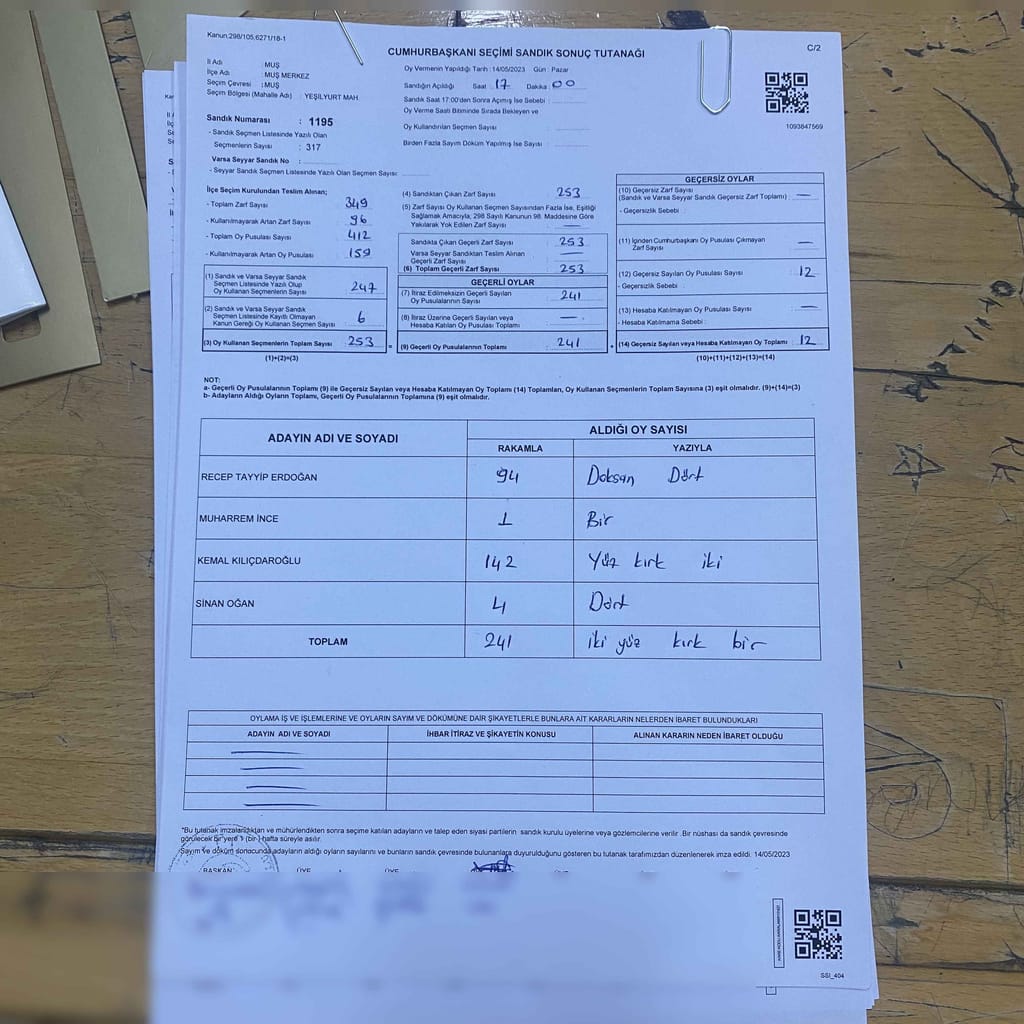 Kanun:298/105,6271/18-1
C/2
CUMHURBAŞKANI SEÇİMİ SANDIK SONUÇ TUTANAĞI
İl Adı : MUŞ
İlçe Adı : MUŞ MERKEZ
Seçim Çevresi : MUŞ
Seçim Bölgesi (Mahalle Adı) : YEŞİLYURT MAH.
Sandık Numarası : 1195
- Sandık Seçmen Listesinde Yazılı Olan
Seçmenlerin Sayısı : 317
Varsa Seyyar Sandık No :
- Seyyar Sandık Seçmen Listesinde Yazılı Olan Seçmen Sayısı:
Oy Vermenin Yapıldığı Tarih :14/05/2023 Gün : Pazar
Sandığın Açıldığı Saat 17 Dakika 00
Sandık Saat 17.00'den Sonra Açımış İse Sebebi :
Oy Verme Saati Bitiminde Sırada Bekleyen ve
Oy Kullandırılan Seçmen Sayısı :
Birden Fazla Sayım Döküm Yapılmış İse Sayısı :
1093847569
İlçe Seçim Kurulundan Teslim Alınan;
- Toplam Zarf Sayısı 349
- Kullanılmayarak Artan Zarf Sayısı 96
- Toplam Oy Pusulası Sayısı 412
- Kullanılmayarak Artan Oy Pusulası 159
(1) Sandık ve Varsa Seyyar Sandık
Seçmen Listesinde Yazılı Olup
Oy Kullanan Seçmenlerin Sayısı 247
(2) Sandık ve Varsa Seyyar Sandık
Seçmen Listesinde Kayıtlı Olmayan
Kanun Gereği Oy Kullanan Seçmen Sayısı 6
(3) Oy Kullanan Seçmenlerin Toplam Sayısı 253 =
(1)+(2)=(3)
(4) Sandıktan Çıkan Zarf Sayısı 253
(5) Zarf Sayısı Oy Kullanan Seçmen Sayısından Fazla İse, Eşitliği
Sağlamak Amacıyla; 298 Sayılı Kanunun 98. Maddesine Göre
Yakılarak Yok Edilen Zarf Sayısı —
Sandıkta Çıkan Geçerli Zarf Sayısı 253
Varsa Seyyar Sandıktan Teslim Alınan
Geçerli Zarf Sayısı —
(6) Toplam Geçerli Zarf Sayısı 253
GEÇERLİ OYLAR
(7) İtiraz Edilmeksizin Geçerli Sayılan
Oy Pusulasının Sayısı 241
(8) İtiraz Üzerine Geçerli Sayılan veya
Hesaba Katılan Oy Pusulası Toplamı —
(9) Geçerli Oy Pusulalarının Toplamı 241 +
GEÇERSİZ OYLAR
(10) Geçersiz Zarf Sayısı
(Sandık ve Varsa Seyyar Sandık Geçersiz Zarf Toplamı) —
- Geçersizlik Sebebi :
(11) İçinden Cumhurbaşkanı Oy Pusulası Çıkmayan
Zarf Sayısı —
(12) Geçersiz Sayılan Oy Pusulası Sayısı 12
- Geçersizlik Sebebi :
(13) Hesaba Katılmayan Oy Pusulası Sayısı —
- Hesaba Katılmama Sebebi :
(14) Geçersiz Sayılan veya Hesaba Katılmayan Oy Toplamı 12
(10)+(11)+(12)+(13)=(14)
NOT:
a- Geçerli Oy Pusulalarının Toplamı (9) ile Geçersiz Sayılan veya Hesaba Katılmayan Oy Toplamı (14) Toplamları, Oy Kullanan Seçmenlerin Toplam Sayısına (3) eşit olmalıdır. (9)+(14)=(3)
b- Adayların Aldığı Oyların Toplamı, Geçerli Oy Pusulalarının Toplamına (9) eşit olmalıdır.
ADAYIN ADI VE SOYADI ALDIĞI OY SAYISI
RAKAMLA YAZIYLA
RECEP TAYYİP ERDOĞAN 94 Doksan Dört
MUHARREM İNCE 1 Bir
KEMAL KILIÇDAROĞLU 142 Yüz kırk iki
SİNAN OĞAN 4 Dört
TOPLAM 241 iki yüz kırk bir
OYLAMA İŞ VE İŞLEMLERİNE VE OYLARIN SAYIM VE DÖKÜMÜNE DAİR ŞİKAYETLERLE BUNLARA AİT KARARLARIN NELERDEN İBARET BULUNDUKLARI
ADAYIN ADI VE SOYADI İHBAR İTİRAZ VE ŞİKAYETİN KONUSU ALINAN KARARIN NEDEN İBARET OLDUĞU
*Bu tutanak imzalandıktan ve mühürlendikten sonra seçime katılan adayların ve talep eden siyasi partilerin sandık kurulu üyelerine veya gözlemcilerine verilir. Bir nüshası da sandık çevresinde
görülecek bir yere 1 (bir) hafta süreyle asılır.
Sayım ve döküm sonucunda adayların aldığı oyların sayılarını ve bunların sandık çevresinde bulunanlara duyurulduğunu gösteren bu tutanak tarafımızdan düzenlenerek imza edildi. 14/05/2023
BAŞKAN ÜYE ÜYE
SSI_404